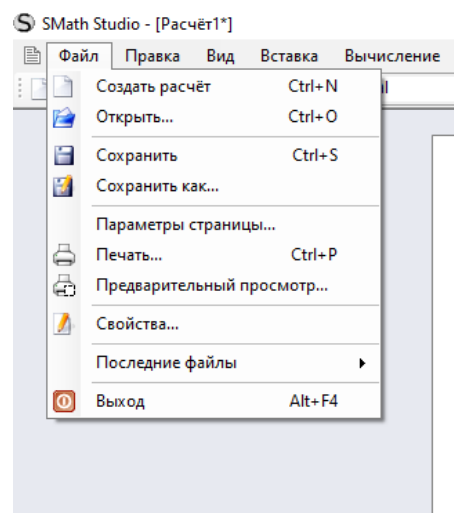 SMath Studio - [Расчёт1*]
Файл Правка Вид Вставка Вычисление
Создать расчёт Ctrl+N
Открыть... Ctrl+O
Сохранить Ctrl+S
Сохранить как...
Параметры страницы...
Печать... Ctrl+P
Предварительный просмотр...
Свойства...
Последние файлы
Выход Alt+F4